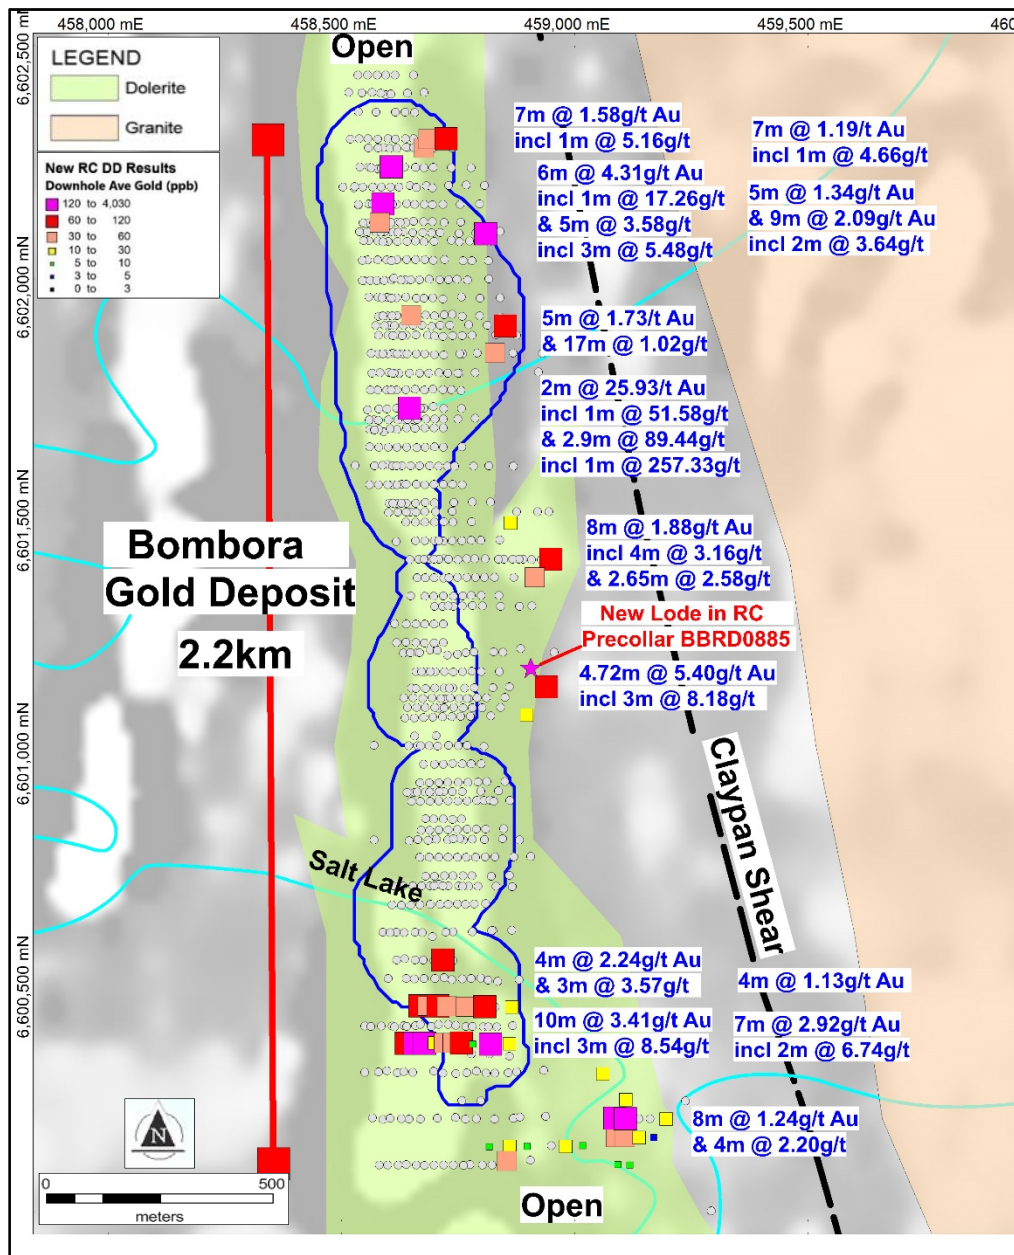 458,000 mE
458,500 mE
459,000 mE
459,500 mE
460
6,602,500 mN
6,602,000 mN
6,601,500 mN
6,601,000 mN
6,600,500 mN
LEGEND
Dolerite
Granite
New RC DD Results
Downhole Ave Gold (ppb)
120 to 4,030
60 to 120
30 to 60
10 to 30
5 to 10
3 to 5
0 to 3
Open
7m @ 1.58g/t Au
incl 1m @ 5.16g/t
6m @ 4.31g/t Au
incl 1m @ 17.26g/t
& 5m @ 3.58g/t
incl 3m @ 5.48g/t
7m @ 1.19/t Au
incl 1m @ 4.66g/t
5m @ 1.34g/t Au
& 9m @ 2.09g/t Au
incl 2m @ 3.64g/t
5m @ 1.73/t Au
& 17m @ 1.02g/t
2m @ 25.93/t Au
incl 1m @ 51.58g/t
& 2.9m @ 89.44g/t
incl 1m @ 257.33g/t
8m @ 1.88g/t Au
incl 4m @ 3.16g/t
& 2.65m @ 2.58g/t
Bombora
Gold Deposit
2.2km
New Lode in RC
Precollar BBRD0885
4.72m @ 5.40g/t Au
incl 3m @ 8.18g/t
Claypan Shear
Salt Lake
4m @ 2.24g/t Au
& 3m @ 3.57g/t
4m @ 1.13g/t Au
10m @ 3.41g/t Au
incl 3m @ 8.54g/t
7m @ 2.92g/t Au
incl 2m @ 6.74g/t
8m @ 1.24g/t Au
& 4m @ 2.20g/t
N
0 500
meters
Open